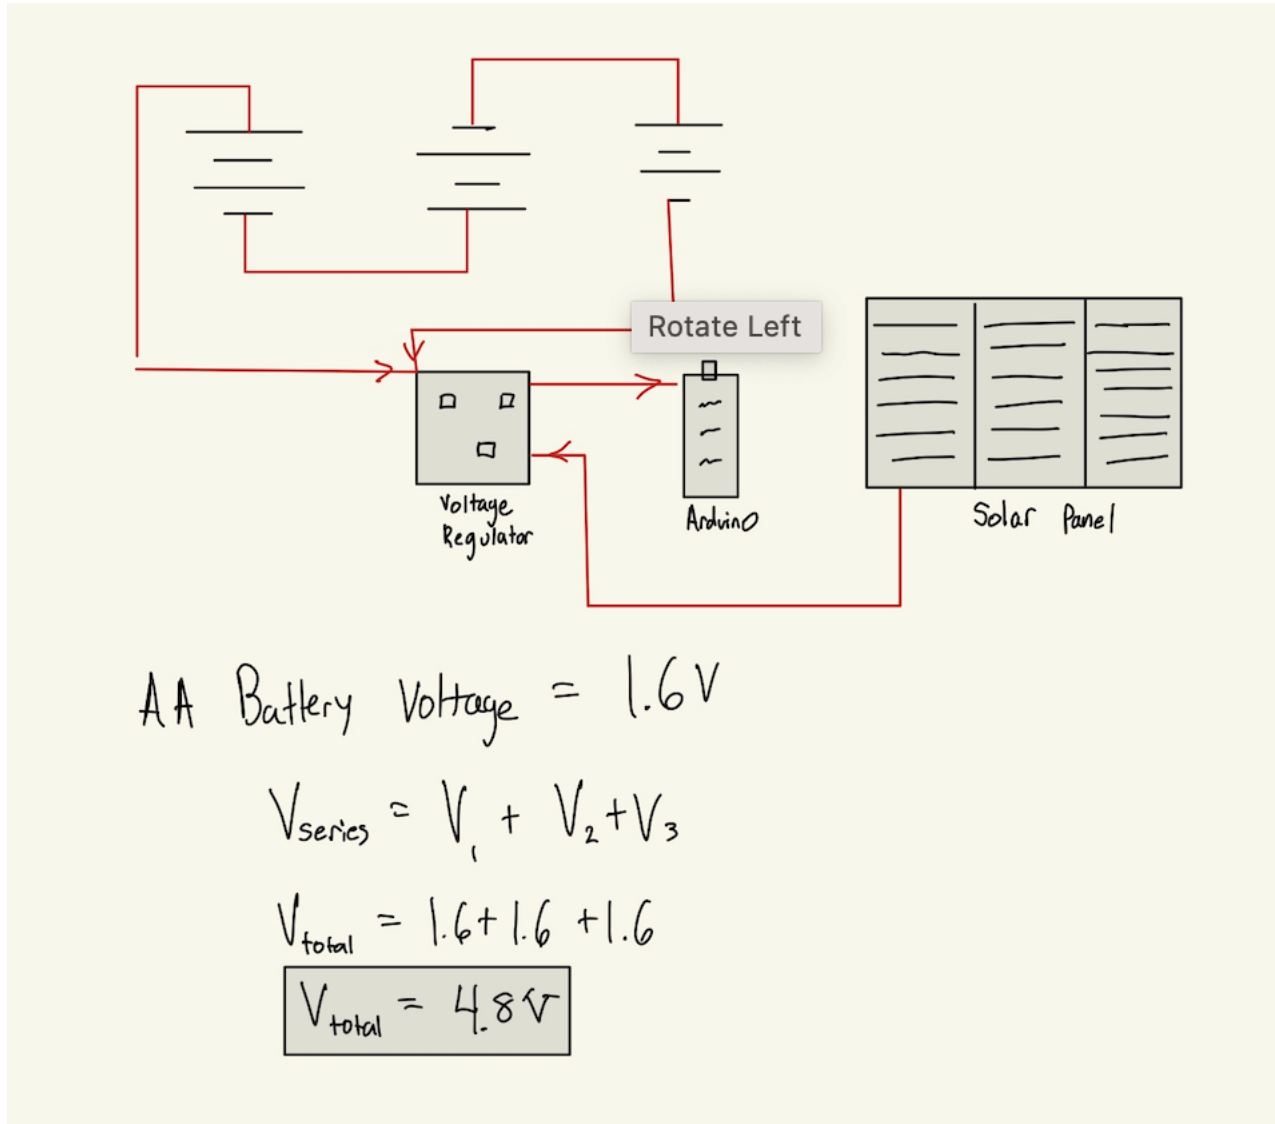 Rotate Left
Voltage
Regulator
Arduino
Solar Panel
AA Battery Voltage = 1.6V
Vseries = V1 + V2+V3
Vtotal = 1.6+1.6 +1.6
Vtotal = 4.8V